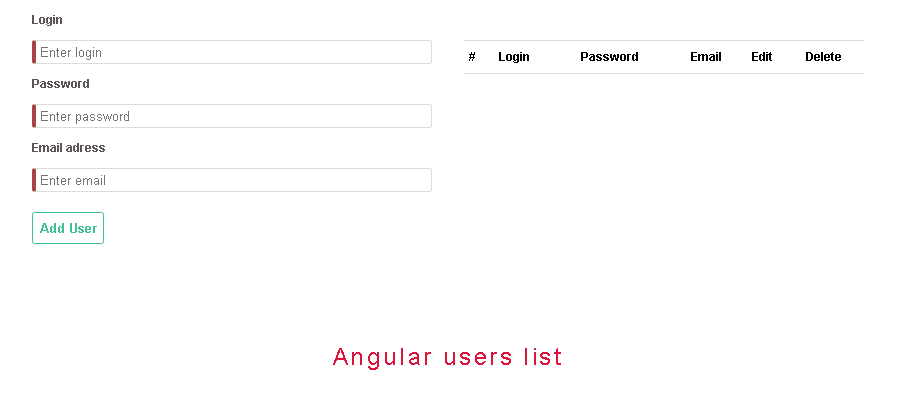 Login
Enter login
Password
Enter password
Email adress
Enter email
Add User
# Login Password Email Edit Delete
Angular users list